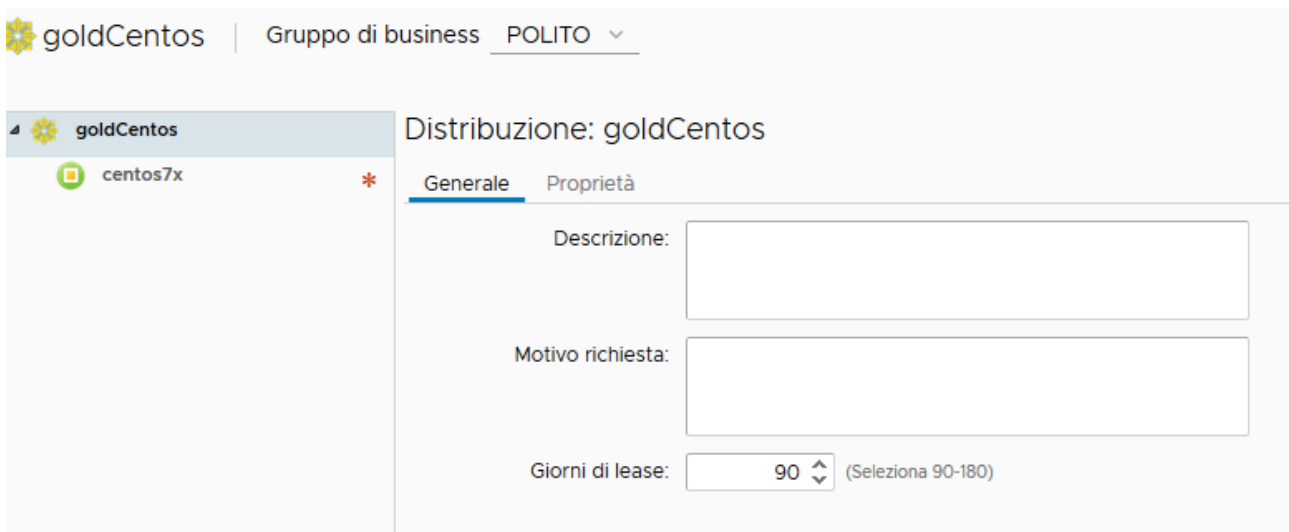 goldCentos Gruppo di business POLITO
goldCentos
centos7x *
Distribuzione: goldCentos
Generale Proprietà
Descrizione:
Motivo richiesta:
Giorni di lease: 90 (Seleziona 90-180)